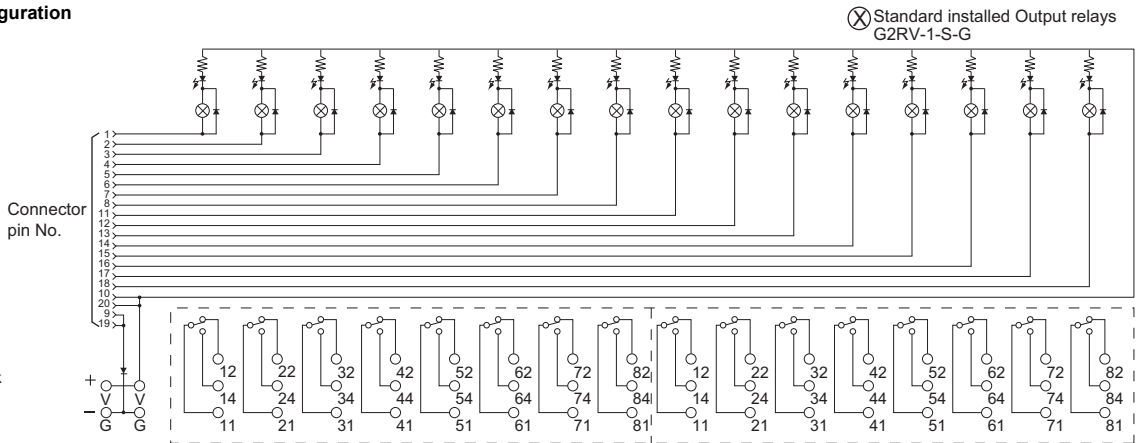 guration
Standard installed Output relays
G2RV-1-S-G
Connector
pin No.
1
2
3
4
5
6
7
8
11
12
13
14
15
16
17
18
10
20
9
19
12 22 32 42 52 62 72 82 12 22 32 42 52 62 72 82
+
V V
14 24 34 44 54 64 74 84 14 24 34 44 54 64 74 84
−
G G
11 21 31 41 51 61 71 81 11 21 31 41 51 61 71 81